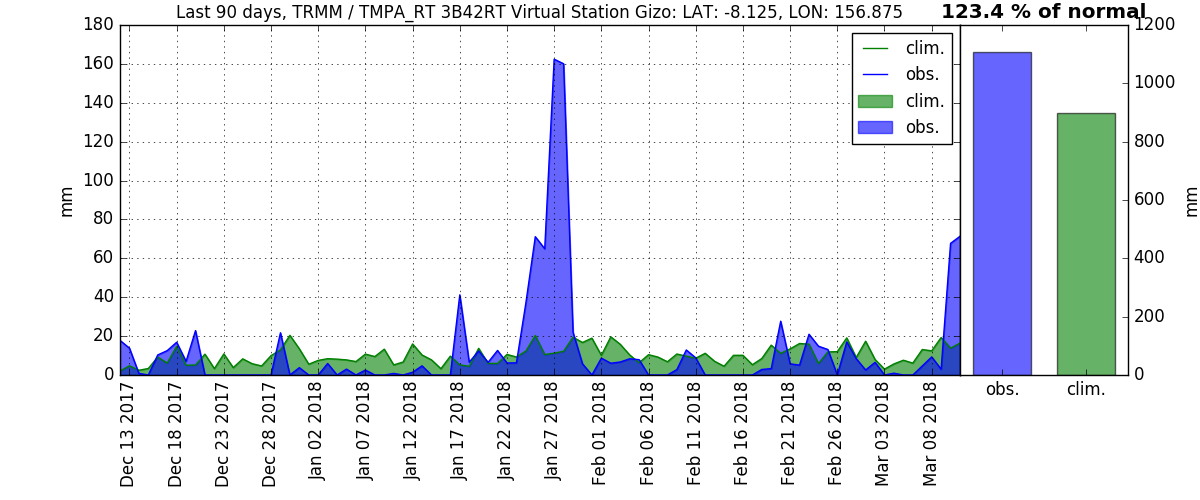 Last 90 days, TRMM / TMPA_RT 3B42RT Virtual Station Gizo: LAT: -8.125, LON: 156.875
123.4 % of normal
180
160
140
120
100
80
60
40
20
0
mm
clim.
obs.
clim.
obs.
Dec 13 2017
Dec 18 2017
Dec 23 2017
Dec 28 2017
Jan 02 2018
Jan 07 2018
Jan 12 2018
Jan 17 2018
Jan 22 2018
Jan 27 2018
Feb 01 2018
Feb 06 2018
Feb 11 2018
Feb 16 2018
Feb 21 2018
Feb 26 2018
Mar 03 2018
Mar 08 2018
1200
1000
800
600
400
200
0
mm
obs.
clim.